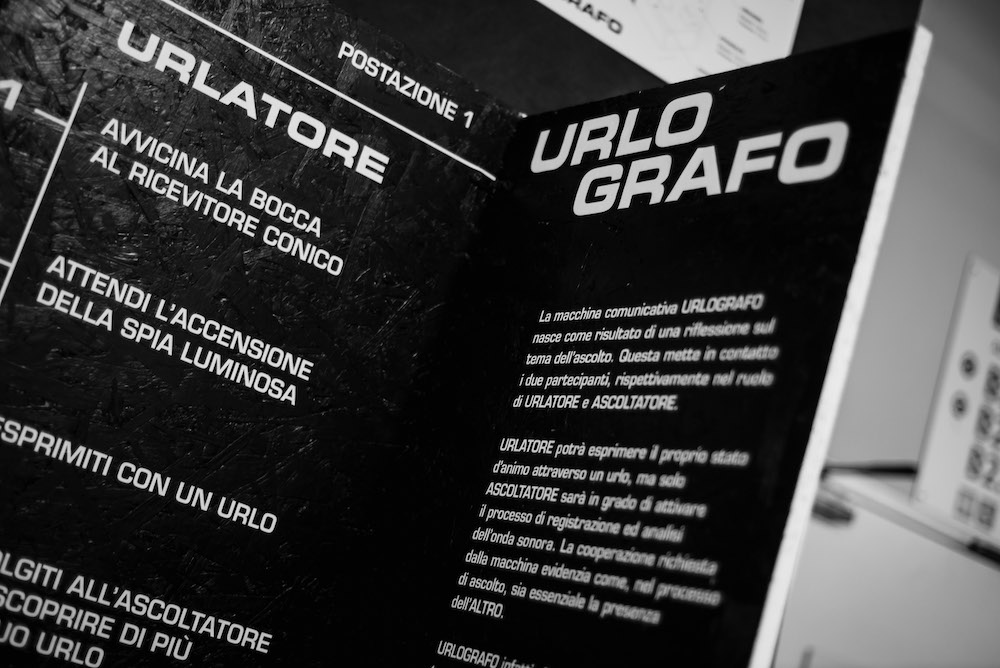 GRAFO
1
POSTAZIONE 1
URLATORE
AVVICINA LA BOCCA
AL RICEVITORE CONICO
ATTENDI L'ACCENSIONE
DELLA SPIA LUMINOSA
SPRIMITI CON UN URLO
OLGITI ALL'ASCOLTATORE
SCOPRIRE DI PIÙ
UO URLO
URLO
GRAFO
La macchina comunicativa URLOGRAFO
nasce come risultato di una riflessione sul
tema dell'ascolto. Questa mette in contatto
i due partecipanti, rispettivamente nel ruolo
di URLATORE e ASCOLTATORE.
URLATORE potrà esprimere il proprio stato
d'animo attraverso un urlo, ma solo
ASCOLTATORE sarà in grado di attivare
il processo di registrazione ed analisi
dell'onda sonora. La cooperazione richiesta
dalla macchina evidenzia come, nel processo
di ascolto, sia essenziale la presenza
dell'ALTRO.
URLOGRAFO infatti